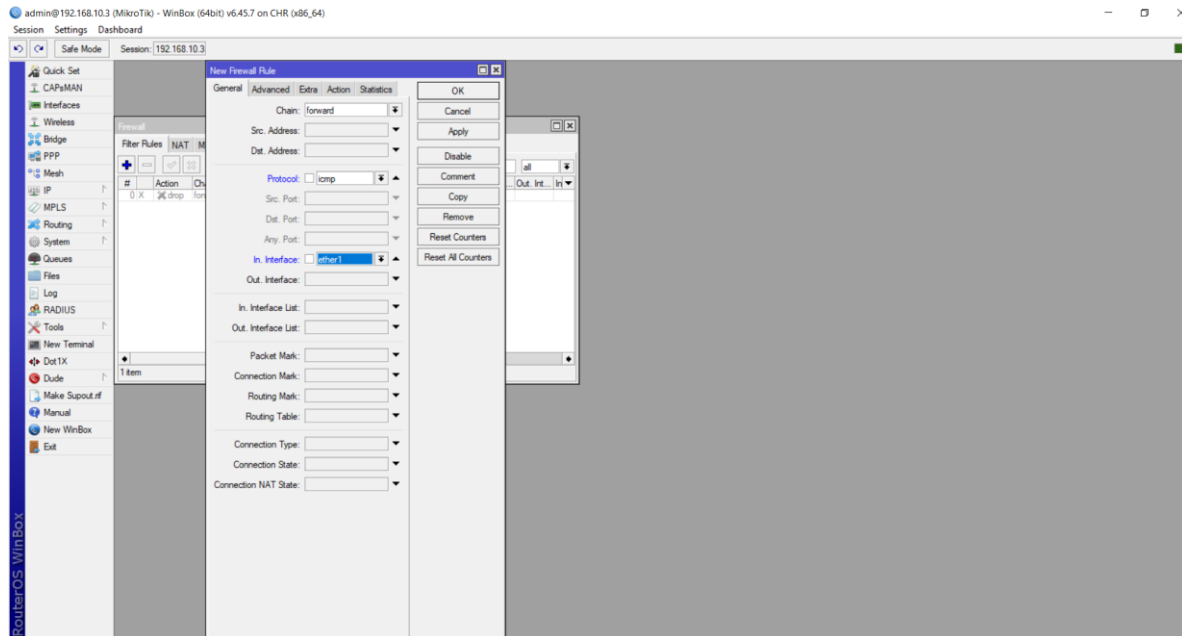 admin@192.168.10.3 (MikroTik) - WinBox (64bit) v6.45.7 on CHR (x86_64)
Session Settings Dashboard
Safe Mode Session: 192.168.10.3
Quick Set
CAPsMAN
Interfaces
Wireless
Bridge
PPP
Mesh
IP
MPLS
Routing
System
Queues
Files
Log
RADIUS
Tools
New Terminal
Dot1X
Dude
Make Supout.rif
Manual
New WinBox
Exit
RouterOS WinBox
Firewall
Filter Rules NAT M
all
# Action Ch ... Out. Int... In
0 X drop for
1 item
New Firewall Rule
General Advanced Extra Action Statistics
Chain: forward
Src. Address:
Dst. Address:
Protocol: icmp
Src. Port:
Dst. Port:
Any. Port:
In. Interface: ether1
Out. Interface:
In. Interface List:
Out. Interface List:
Packet Mark:
Connection Mark:
Routing Mark:
Routing Table:
Connection Type:
Connection State:
Connection NAT State:
OK
Cancel
Apply
Disable
Comment
Copy
Remove
Reset Counters
Reset All Counters